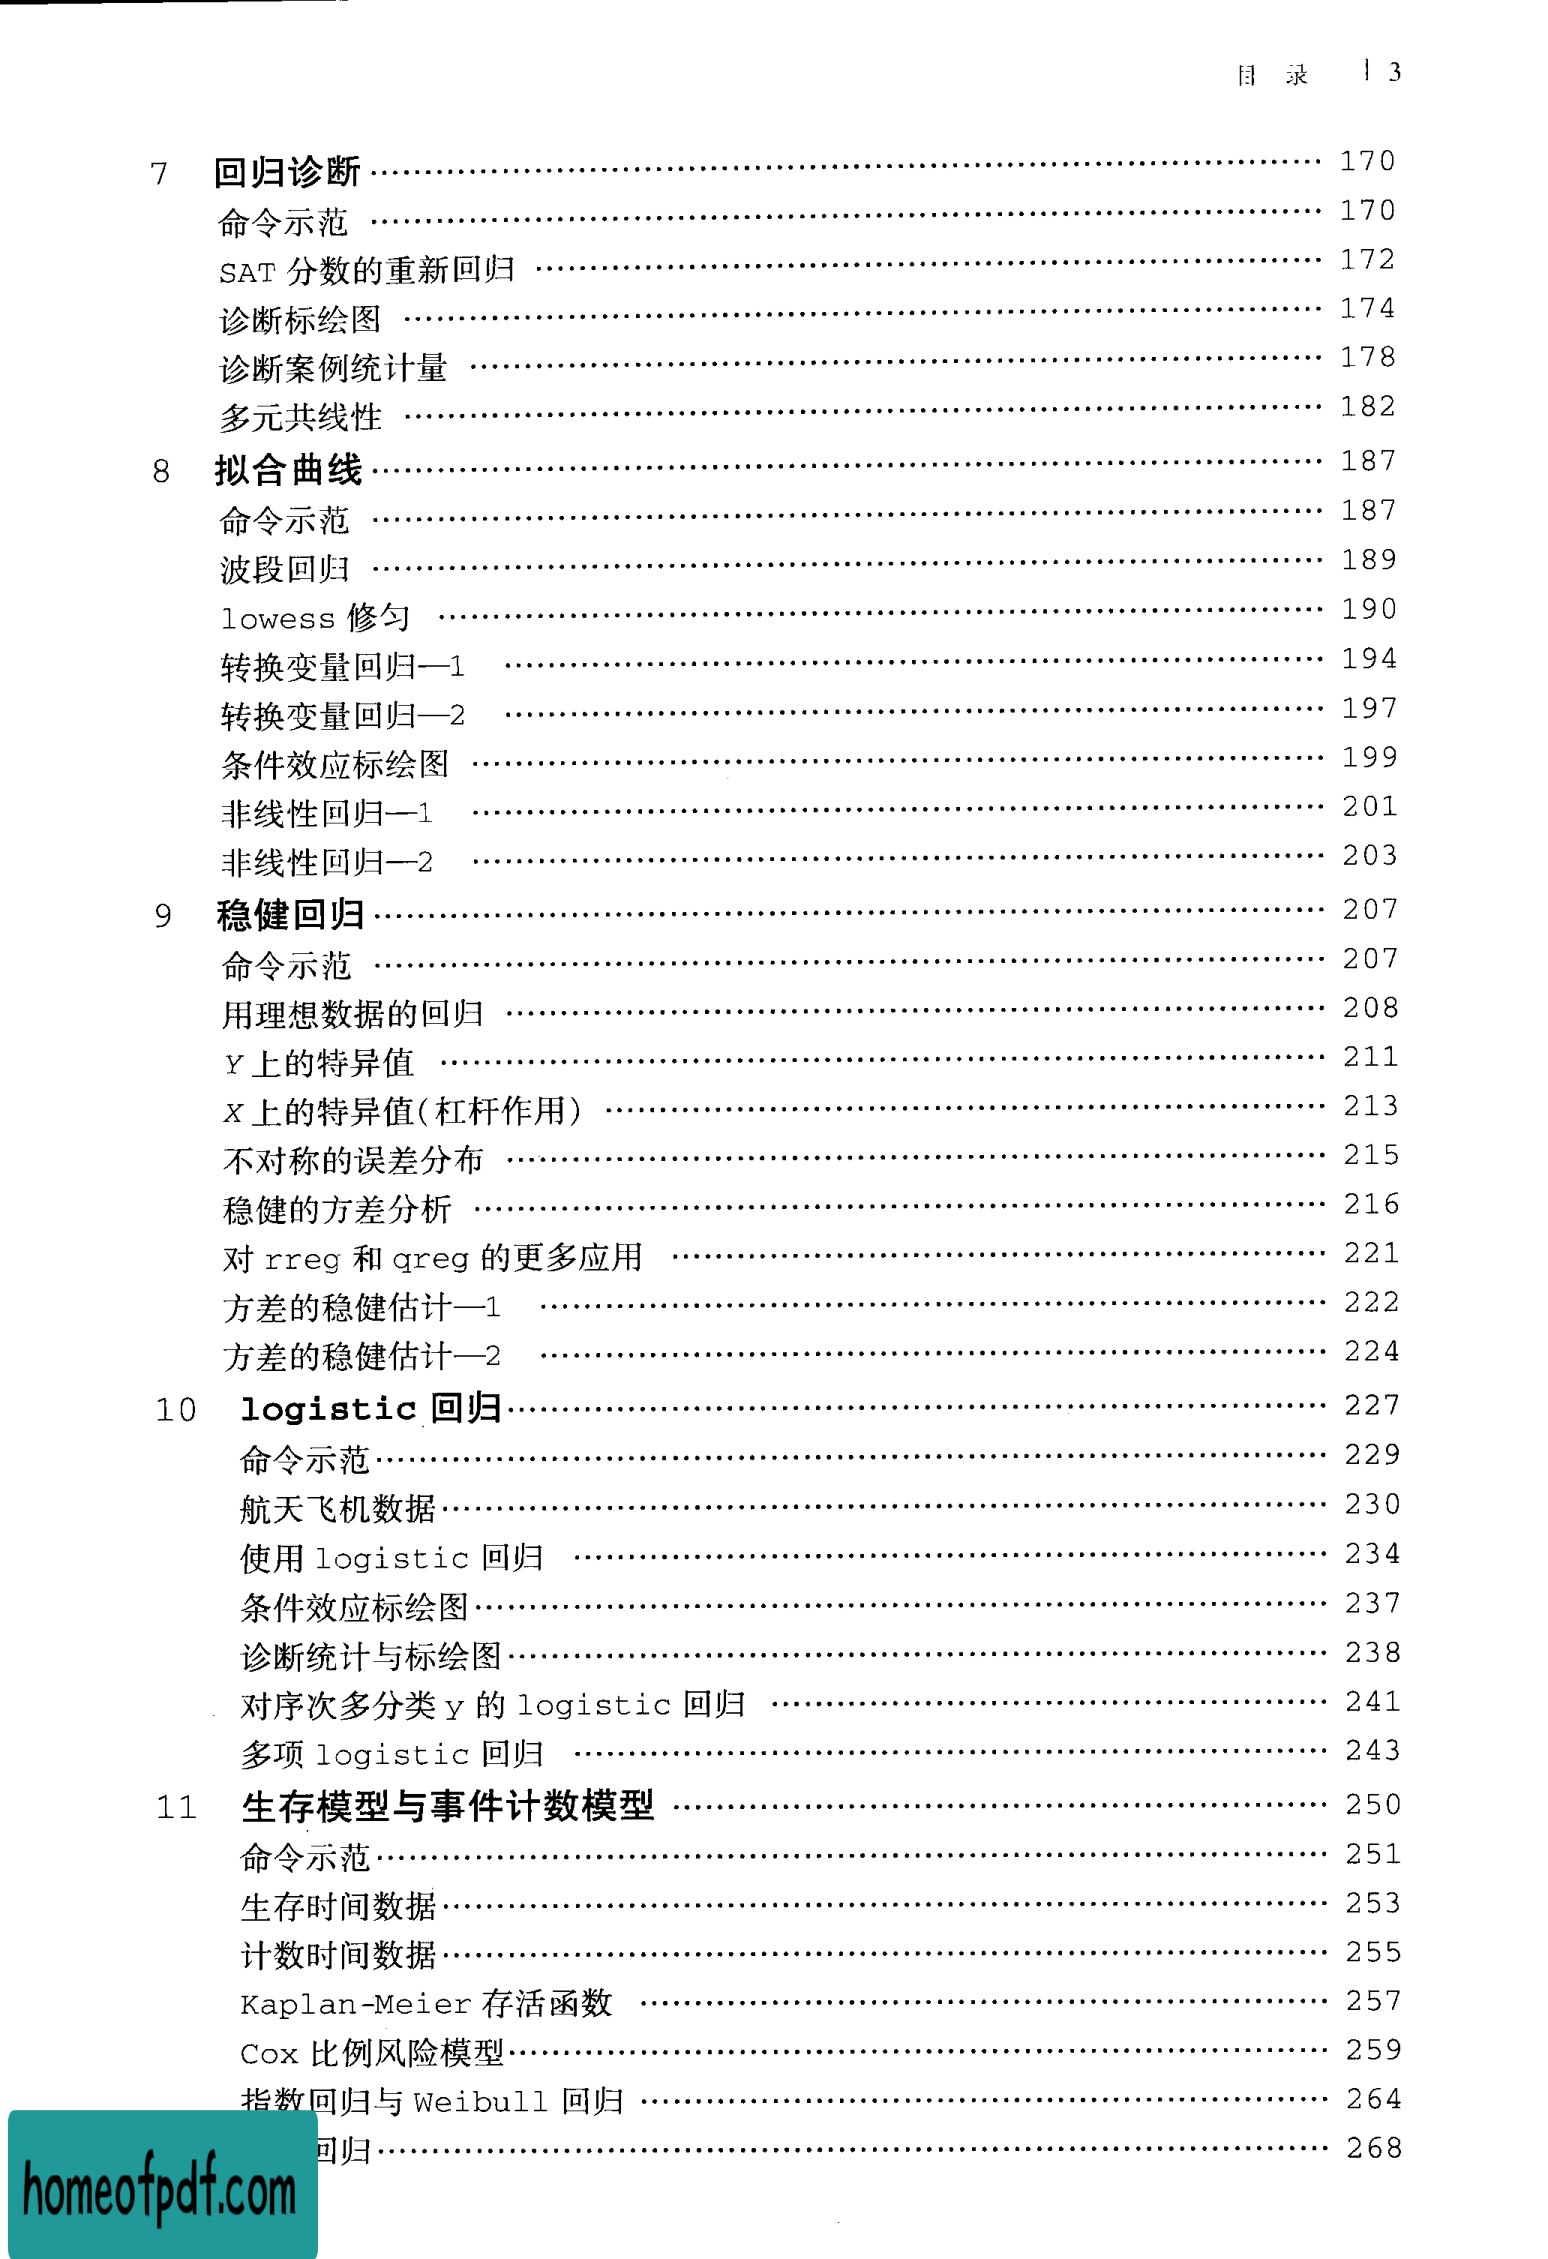 目 录 | 3
7 回归诊断 …… 170
命令示范 …… 170
SAT 分数的重新回归 …… 172
诊断标绘图 …… 174
诊断案例统计量 …… 178
多元共线性 …… 182
8 拟合曲线 …… 187
命令示范 …… 187
波段回归 …… 189
lowess 修匀 …… 190
转换变量回归—1 …… 194
转换变量回归—2 …… 197
条件效应标绘图 …… 199
非线性回归—1 …… 201
非线性回归—2 …… 203
9 稳健回归 …… 207
命令示范 …… 207
用理想数据的回归 …… 208
Y 上的特异值 …… 211
X 上的特异值(杠杆作用) …… 213
不对称的误差分布 …… 215
稳健的方差分析 …… 216
对 rreg 和 qreg 的更多应用 …… 221
方差的稳健估计—1 …… 222
方差的稳健估计—2 …… 224
10 logistic 回归 …… 227
命令示范 …… 229
航天飞机数据 …… 230
使用 logistic 回归 …… 234
条件效应标绘图 …… 237
诊断统计与标绘图 …… 238
对序次多分类 y 的 logistic 回归 …… 241
多项 logistic 回归 …… 243
11 生存模型与事件计数模型 …… 250
命令示范 …… 251
生存时间数据 …… 253
计数时间数据 …… 255
Kaplan-Meier 存活函数 …… 257
Cox 比例风险模型 …… 259
指数回归与 Weibull 回归 …… 264
回归 …… 268
homeofpdf.com